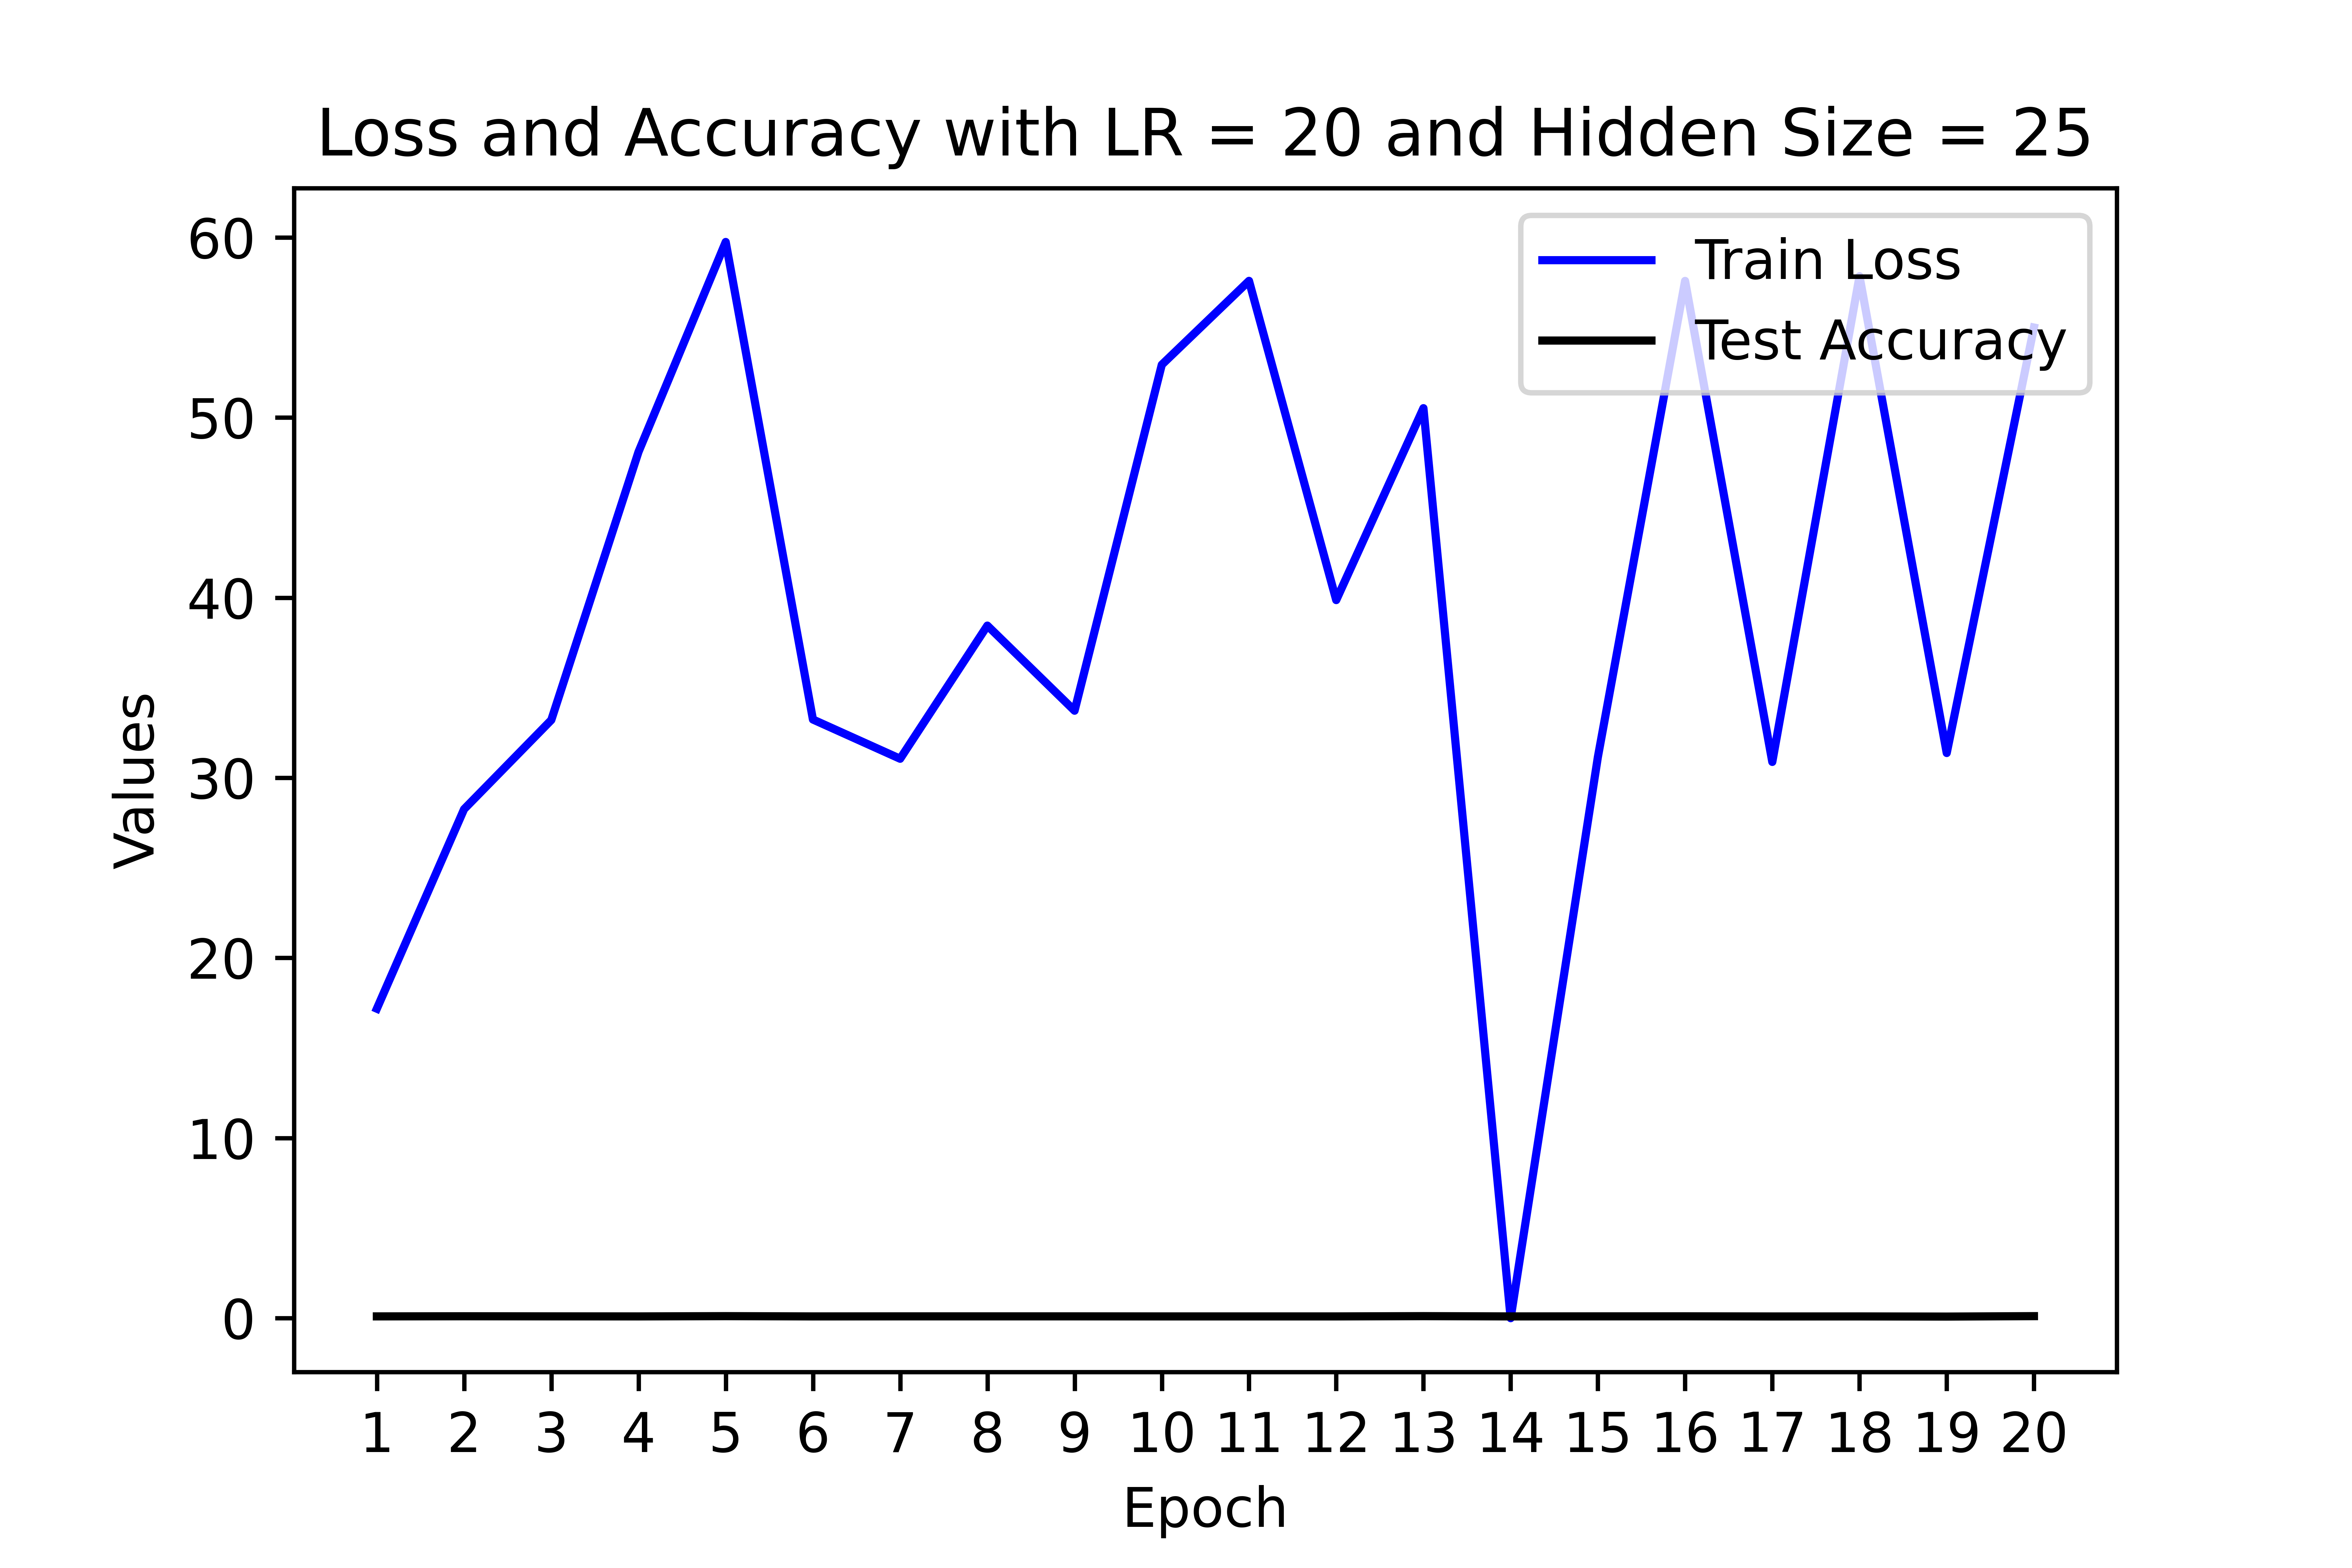 Loss and Accuracy with LR = 20 and Hidden Size = 25
60
50
40
30
20
10
0
Values
Train Loss
Test Accuracy
1 2 3 4 5 6 7 8 9 10 11 12 13 14 15 16 17 18 19 20
Epoch